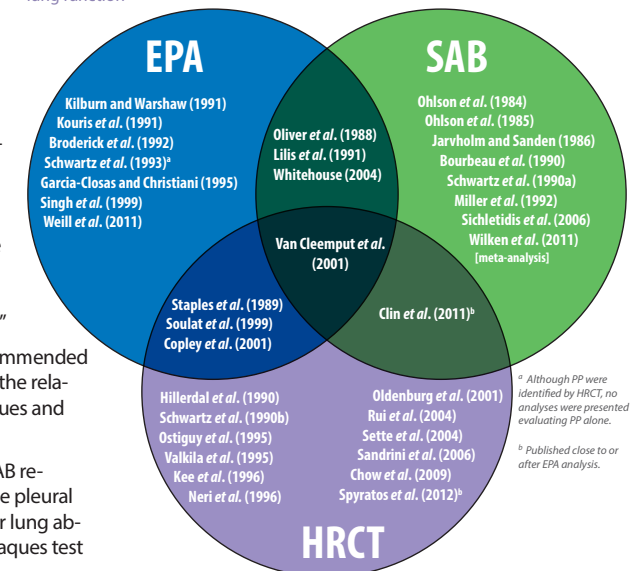 lung function
EPA
SAB
Kilburn and Warshaw (1991)
Kouris et al. (1991)
Broderick et al. (1992)
Schwartz et al. (1993)a
Garcia-Closas and Christiani (1995)
Singh et al. (1999)
Weill et al. (2011)
Oliver et al. (1988)
Lilis et al. (1991)
Whitehouse (2004)
Ohlson et al. (1984)
Ohlson et al. (1985)
Jarvholm and Sanden (1986)
Bourbeau et al. (1990)
Schwartz et al. (1990a)
Miller et al. (1992)
Sichletidis et al. (2006)
Wilken et al. (2011)
[meta-analysis]
Van Cleemput et al.
(2001)
Staples et al. (1989)
Soulat et al. (1999)
Copley et al. (2001)
Clin et al. (2011)b
Hillerdal et al. (1990)
Schwartz et al. (1990b)
Ostiguy et al. (1995)
Valkila et al. (1995)
Kee et al. (1996)
Neri et al. (1996)
Oldenburg et al. (2001)
Rui et al. (2004)
Sette et al. (2004)
Sandrini et al. (2006)
Chow et al. (2009)
Spyratos et al. (2012)b
HRCT
a Although PP were
identified by HRCT, no
analyses were presented
evaluating PP alone.
b Published close to or
after EPA analysis.
”
ommended
the rela-
ues and
AB re-
e pleural
r lung ab-
aques test